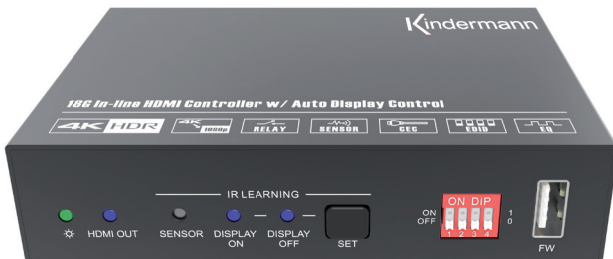 Kindermann
18G In-line HDMI Controller w/ Auto Display Control
4K HDR 4K 1080p RELAY SENSOR CEC EDID EQ
IR LEARNING
HDMI OUT SENSOR DISPLAY ON DISPLAY OFF SET
ON OFF
ON DIP
1 2 3 4
1 0
FW